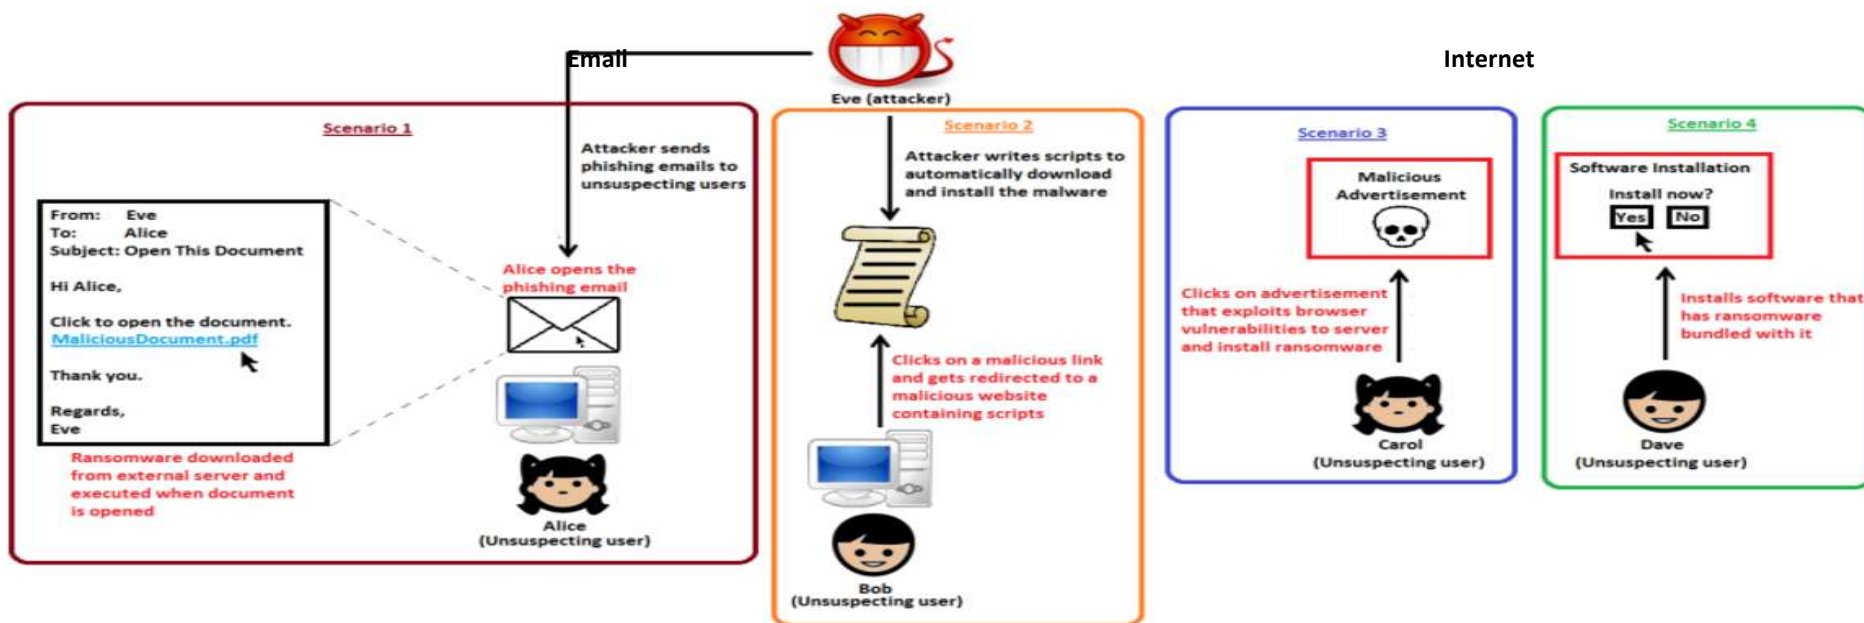 Email
Internet
Eve (attacker)
Scenario 1
Attacker sends
phishing emails to
unsuspecting users
From: Eve
To: Alice
Subject: Open This Document
Hi Alice,
Click to open the document.
MaliciousDocument.pdf
Thank you.
Regards,
Eve
Ransomware downloaded
from external server and
executed when document
is opened
Alice opens the
phishing email
Alice
(Unsuspecting user)
Scenario 2
Attacker writes scripts to
automatically download
and install the malware
Clicks on a malicious link
and gets redirected to a
malicious website
containing scripts
Bob
(Unsuspecting user)
Scenario 3
Malicious
Advertisement
Clicks on advertisement
that exploits browser
vulnerabilities to server
and install ransomware
Carol
(Unsuspecting user)
Scenario 4
Software Installation
Install now?
Yes No
Installs software that
has ransomware
bundled with it
Dave
(Unsuspecting user)